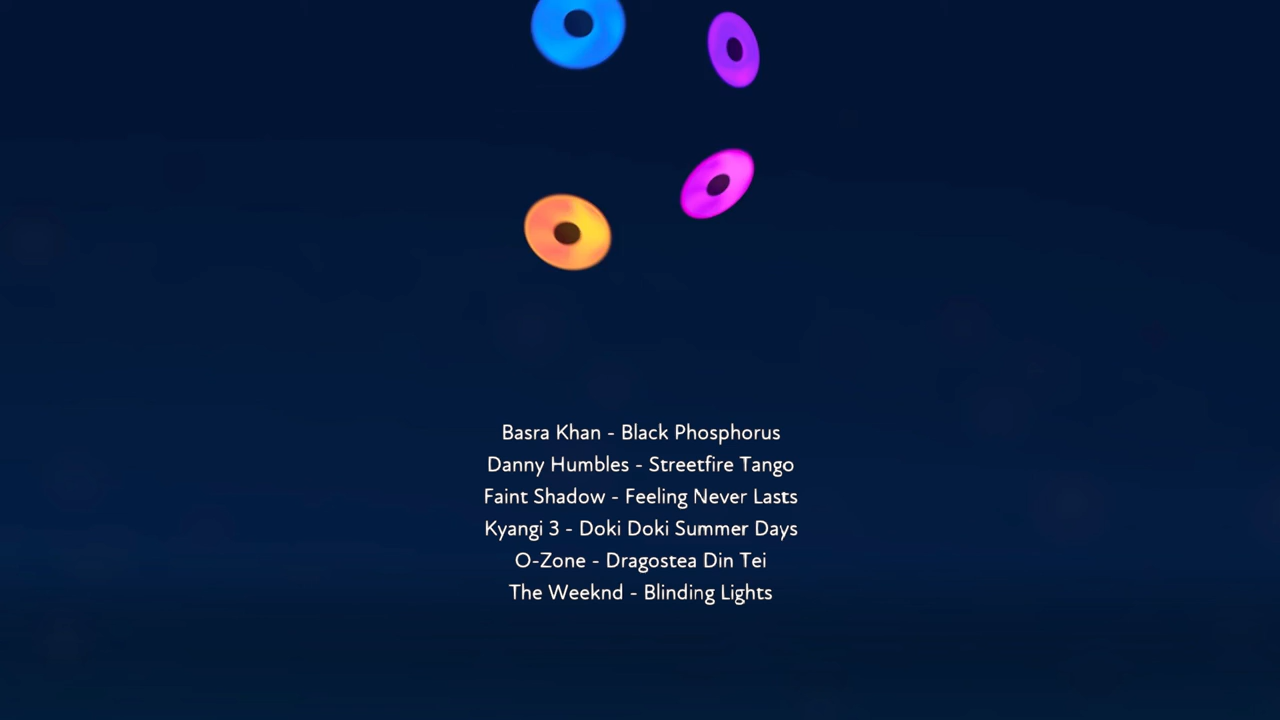 Basra Khan - Black Phosphorus
Danny Humbles - Streetfire Tango
Faint Shadow - Feeling Never Lasts
Kyangi 3 - Doki Doki Summer Days
O-Zone - Dragostea Din Tei
The Weeknd - Blinding Lights